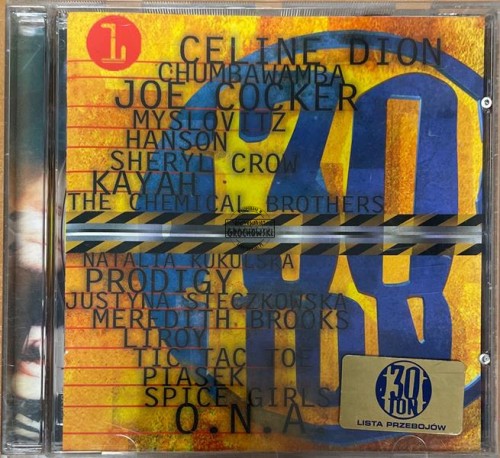 1.
CELINE DION
CHUMBAWAMBA
JOE COCKER
MYSLOVITZ
HANSON
SHERYL CROW
KAYAH
THE CHEMICAL BROTHERS
GROCHOWSKI
NATALIA KUKULSKA
PRODIGY
JUSTYNA STECZKOWSKA
MEREDITH BROOKS
LIROY
TIC TAC TOE
PIASEK
SPICE GIRLS
O.N.A.
30
TON
LISTA PRZEBOJÓW